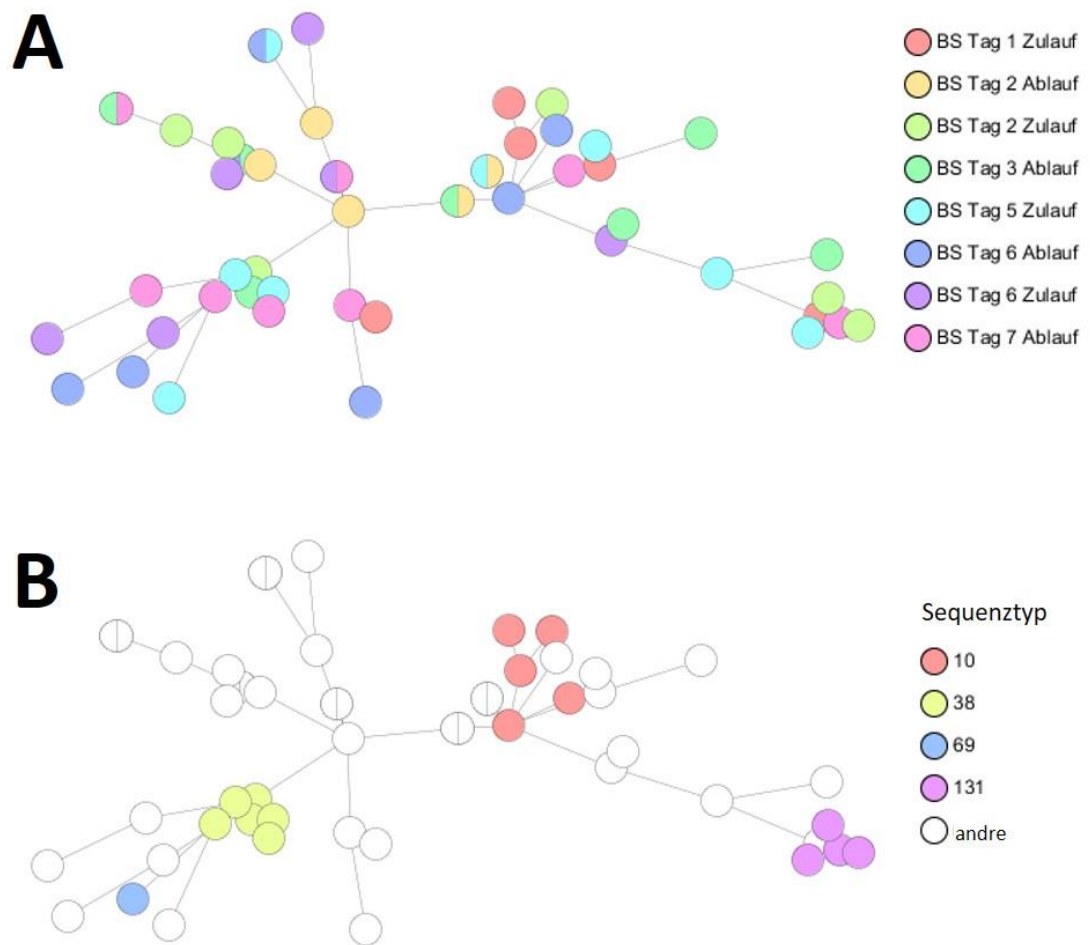 A
BS Tag 1 Zulauf
BS Tag 2 Ablauf
BS Tag 2 Zulauf
BS Tag 3 Ablauf
BS Tag 5 Zulauf
BS Tag 6 Ablauf
BS Tag 6 Zulauf
BS Tag 7 Ablauf
B
Sequenztyp
10
38
69
131
andre